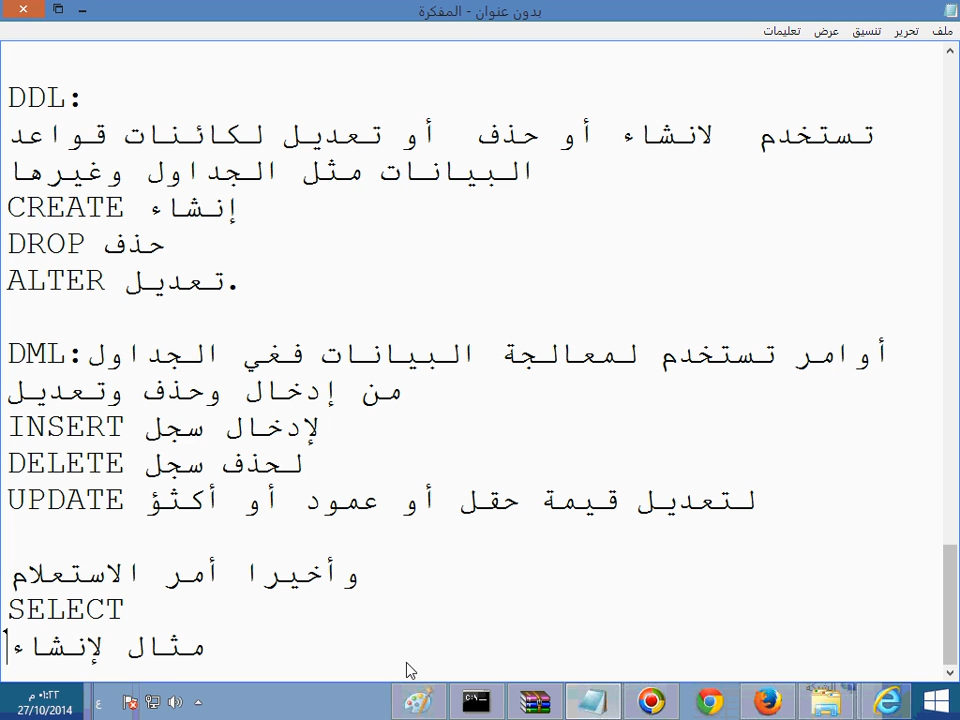 بدون عنوان - المفكرة
ملف تحرير تنسيق عرض تعليمات
DDL:
تستخدم لانشاء أو حذف أو تعديل لكائنات قواعد
البيانات مثل الجداول وغيرها
CREATE إنشاء
DROP حذف
ALTER تعديل.
DML:أوامر تستخدم لمعالجة البيانات فغي الجداول
من إدخال وحذف وتعديل
INSERT لإدخال سجل
DELETE لحذف سجل
UPDATE لتعديل قيمة حقل أو عمود أو أكثؤ
وأخيرا أمر الاستعلام
SELECT
مثال لإنشاء
ع
٠١:٢٢ م
27/10/2014
C:\